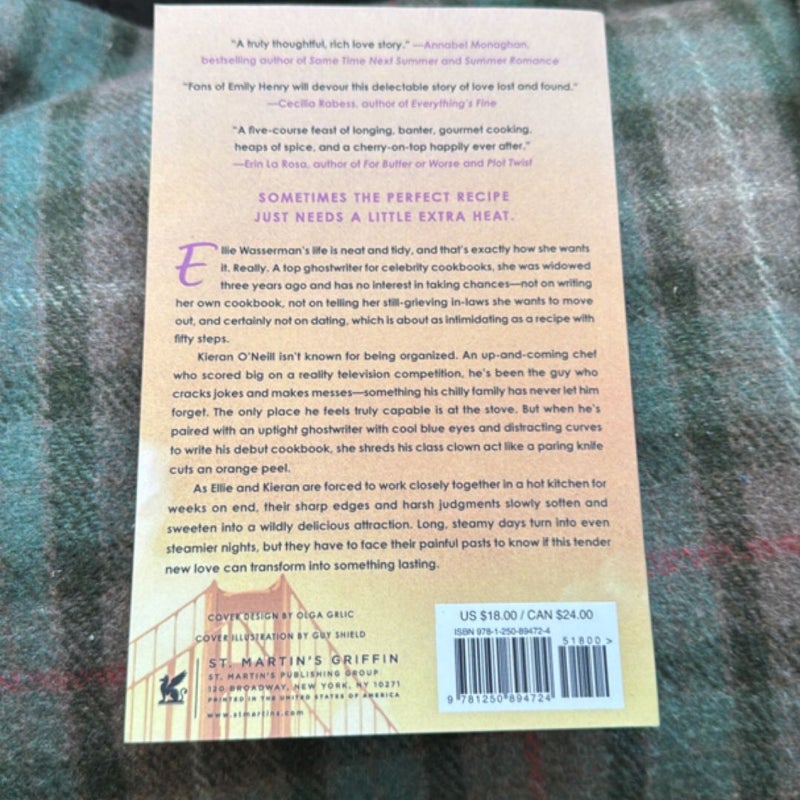 "A truly thoughtful, rich love story." —Annabel Monaghan,
bestselling author of Same Time Next Summer and Summer Romance
"Fans of Emily Henry will devour this delectable story of love lost and found."
—Cecilia Rabess, author of Everything's Fine
"A five-course feast of longing, banter, gourmet cooking,
heaps of spice, and a cherry-on-top happily ever after."
—Erin La Rosa, author of For Butter or Worse and Plot Twist
SOMETIMES THE PERFECT RECIPE
JUST NEEDS A LITTLE EXTRA HEAT.
Ellie Wasserman's life is neat and tidy, and that's exactly how she wants
it. Really. A top ghostwriter for celebrity cookbooks, she was widowed
three years ago and has no interest in taking chances—not on writing
her own cookbook, not on telling her still-grieving in-laws she wants to move
out, and certainly not on dating, which is about as intimidating as a recipe with
fifty steps.
Kieran O'Neill isn't known for being organized. An up-and-coming chef
who scored big on a reality television competition, he's been the guy who
cracks jokes and makes messes—something his chilly family has never let him
forget. The only place he feels truly capable is at the stove. But when he's
paired with an uptight ghostwriter with cool blue eyes and distracting curves
to write his debut cookbook, she shreds his class clown act like a paring knife
cuts an orange peel.
As Ellie and Kieran are forced to work closely together in a hot kitchen for
weeks on end, their sharp edges and harsh judgments slowly soften and
sweeten into a wildly delicious attraction. Long, steamy days turn into even
steamier nights, but they have to face their painful pasts to know if this tender
new love can transform into something lasting.
COVER DESIGN BY OLGA GRLIC
COVER ILLUSTRATION BY GUY SHIELD
ST. MARTIN'S GRIFFIN
ST. MARTIN'S PUBLISHING GROUP
120 BROADWAY, NEW YORK, NY 10271
PRINTED IN THE UNITED STATES OF AMERICA
www.stmartins.com
US $18.00 / CAN $24.00
ISBN 978-1-250-89472-4
51800 >
9 781250 894724